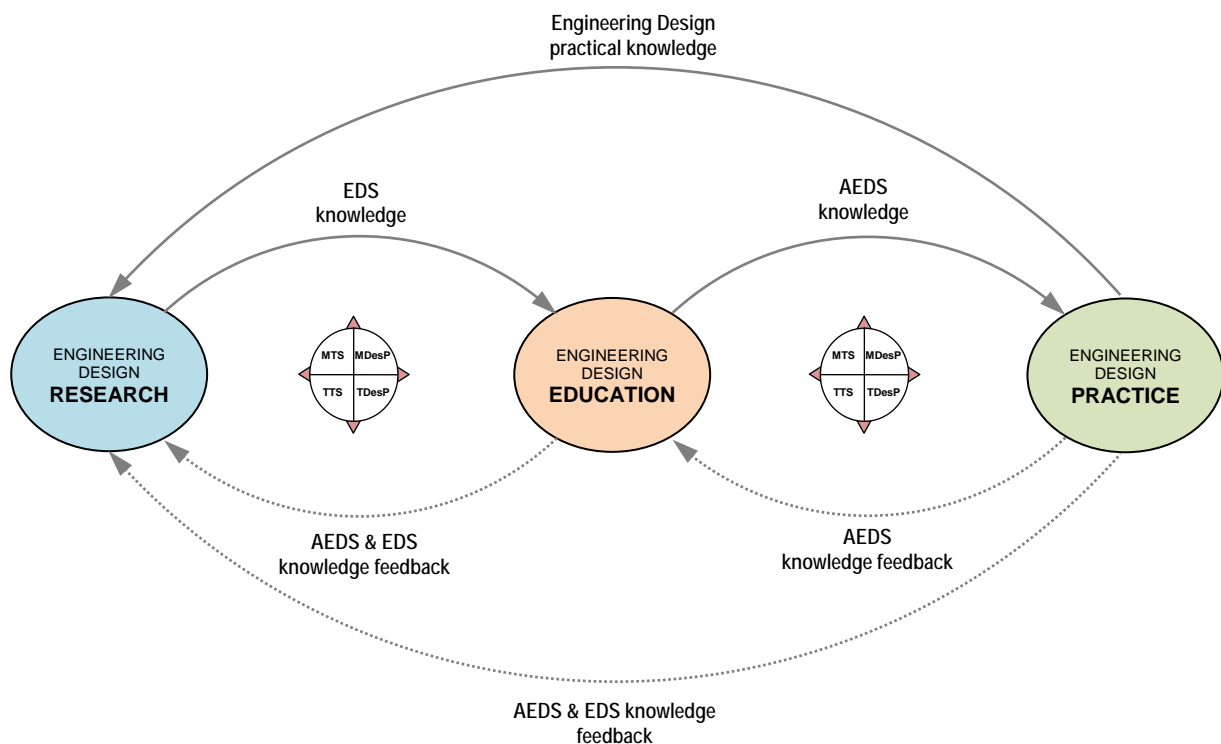 Engineering Design
practical knowledge
EDS
knowledge
AEDS
knowledge
ENGINEERING
DESIGN
RESEARCH
MTS MDesP
TTS TDesP
ENGINEERING
DESIGN
EDUCATION
MTS MDesP
TTS TDesP
ENGINEERING
DESIGN
PRACTICE
AEDS & EDS
knowledge feedback
AEDS
knowledge feedback
AEDS & EDS knowledge
feedback